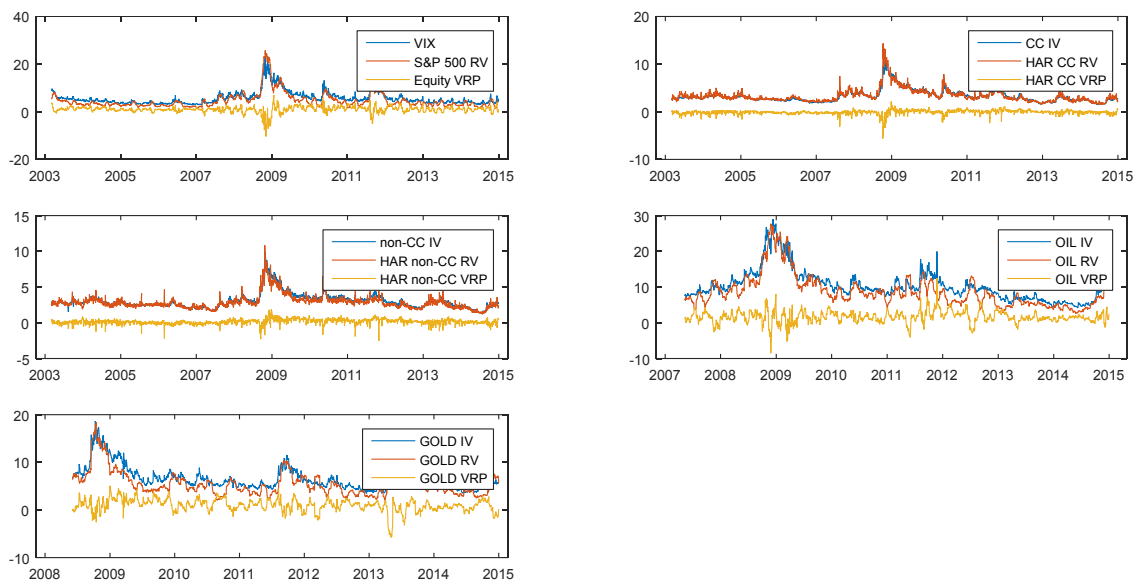 40
20
0
-20
2003 2005 2007 2009 2011 2013 2015
VIX
S&P 500 RV
Equity VRP
20
10
0
-10
2003 2005 2007 2009 2011 2013 2015
CC IV
HAR CC RV
HAR CC VRP
15
10
5
0
-5
2003 2005 2007 2009 2011 2013 2015
non-CC IV
HAR non-CC RV
HAR non-CC VRP
30
20
10
0
-10
2007 2008 2009 2010 2011 2012 2013 2014 2015
OIL IV
OIL RV
OIL VRP
20
10
0
-10
2008 2009 2010 2011 2012 2013 2014 2015
GOLD IV
GOLD RV
GOLD VRP